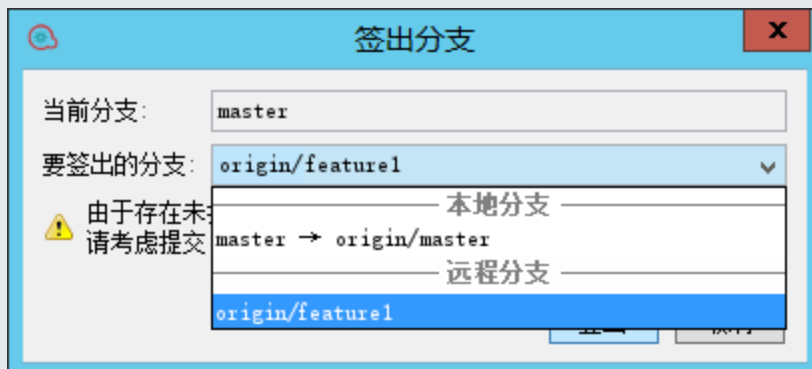 签出分支
当前分支:
master
要签出的分支:
origin/feature1
由于存在未
请考虑提交
本地分支
master → origin/master
远程分支
origin/feature1